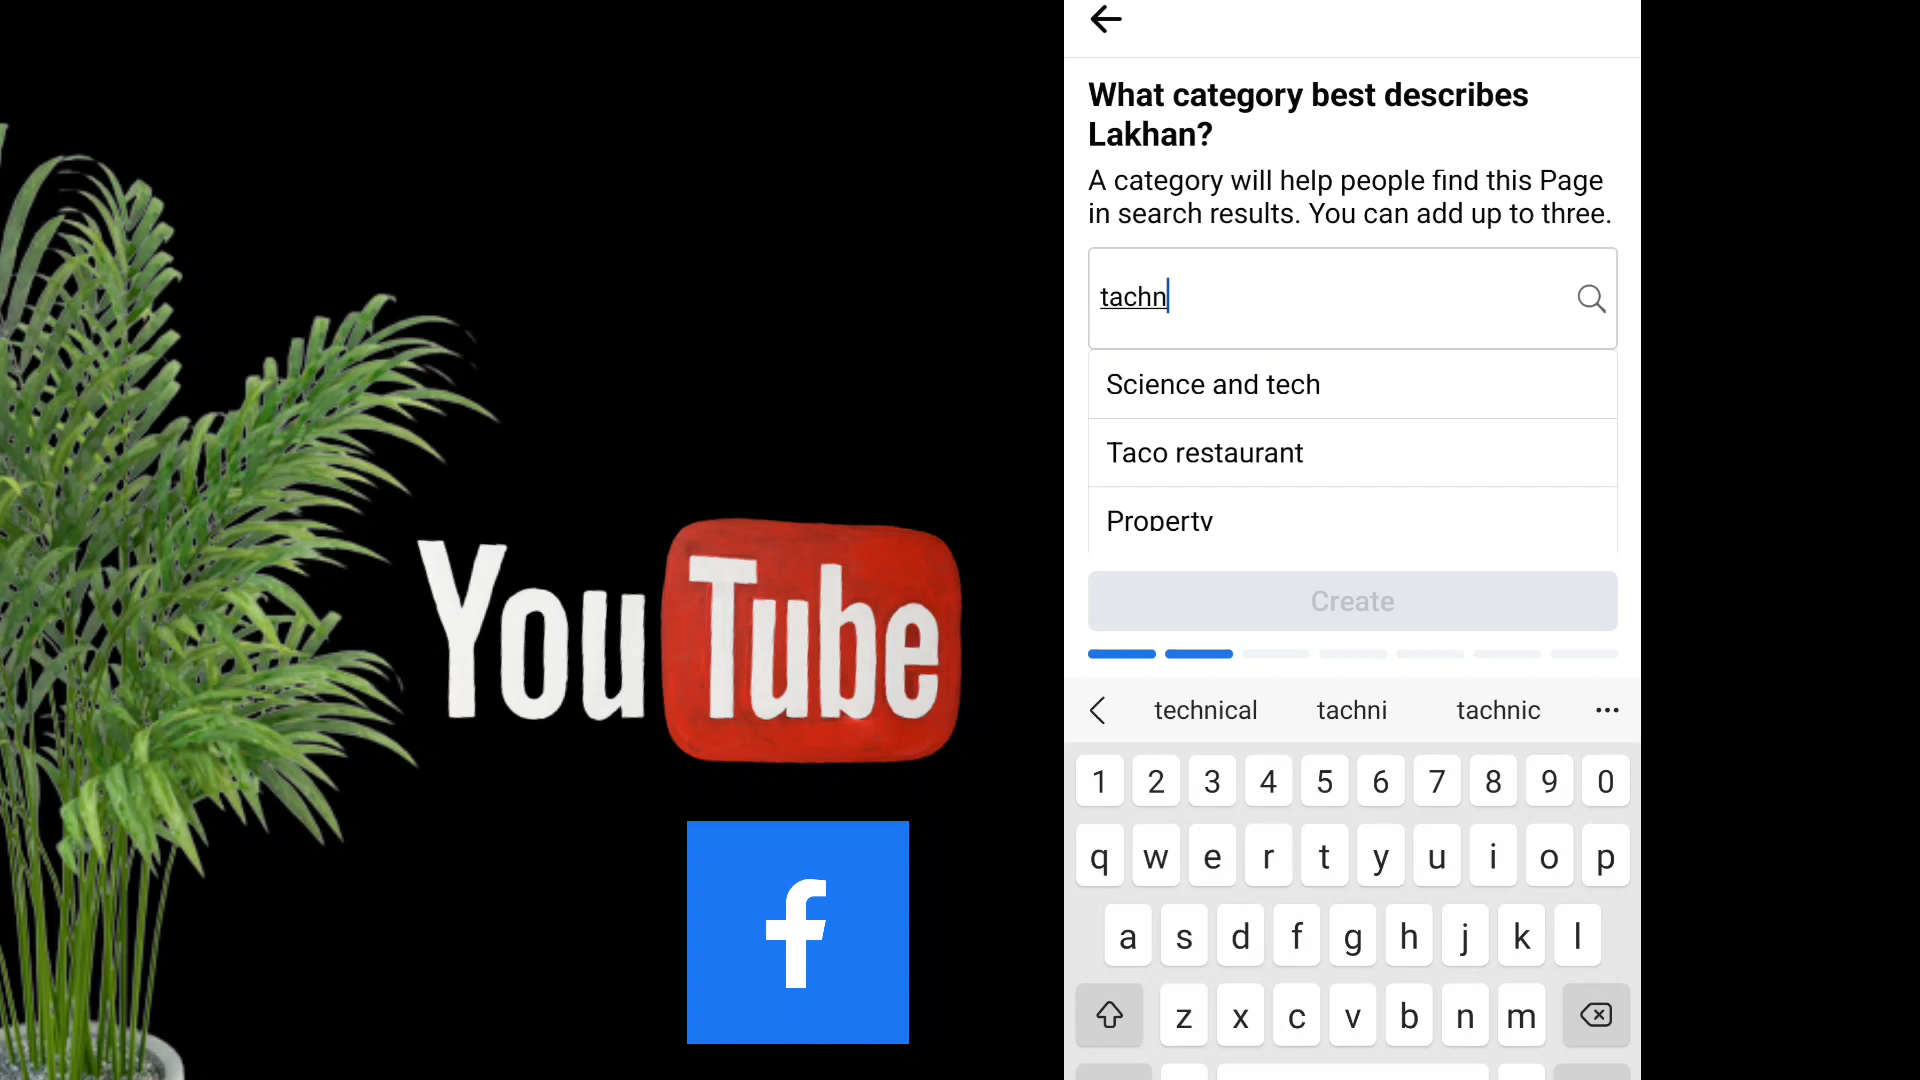 What category best describes
Lakhan?
A category will help people find this Page
in search results. You can add up to three.
tachn
Science and tech
Taco restaurant
Property
Create
technical tachni tachnic
1 2 3 4 5 6 7 8 9 0
q w e r t y u i o p
a s d f g h j k l
z x c v b n m
YouTube
f